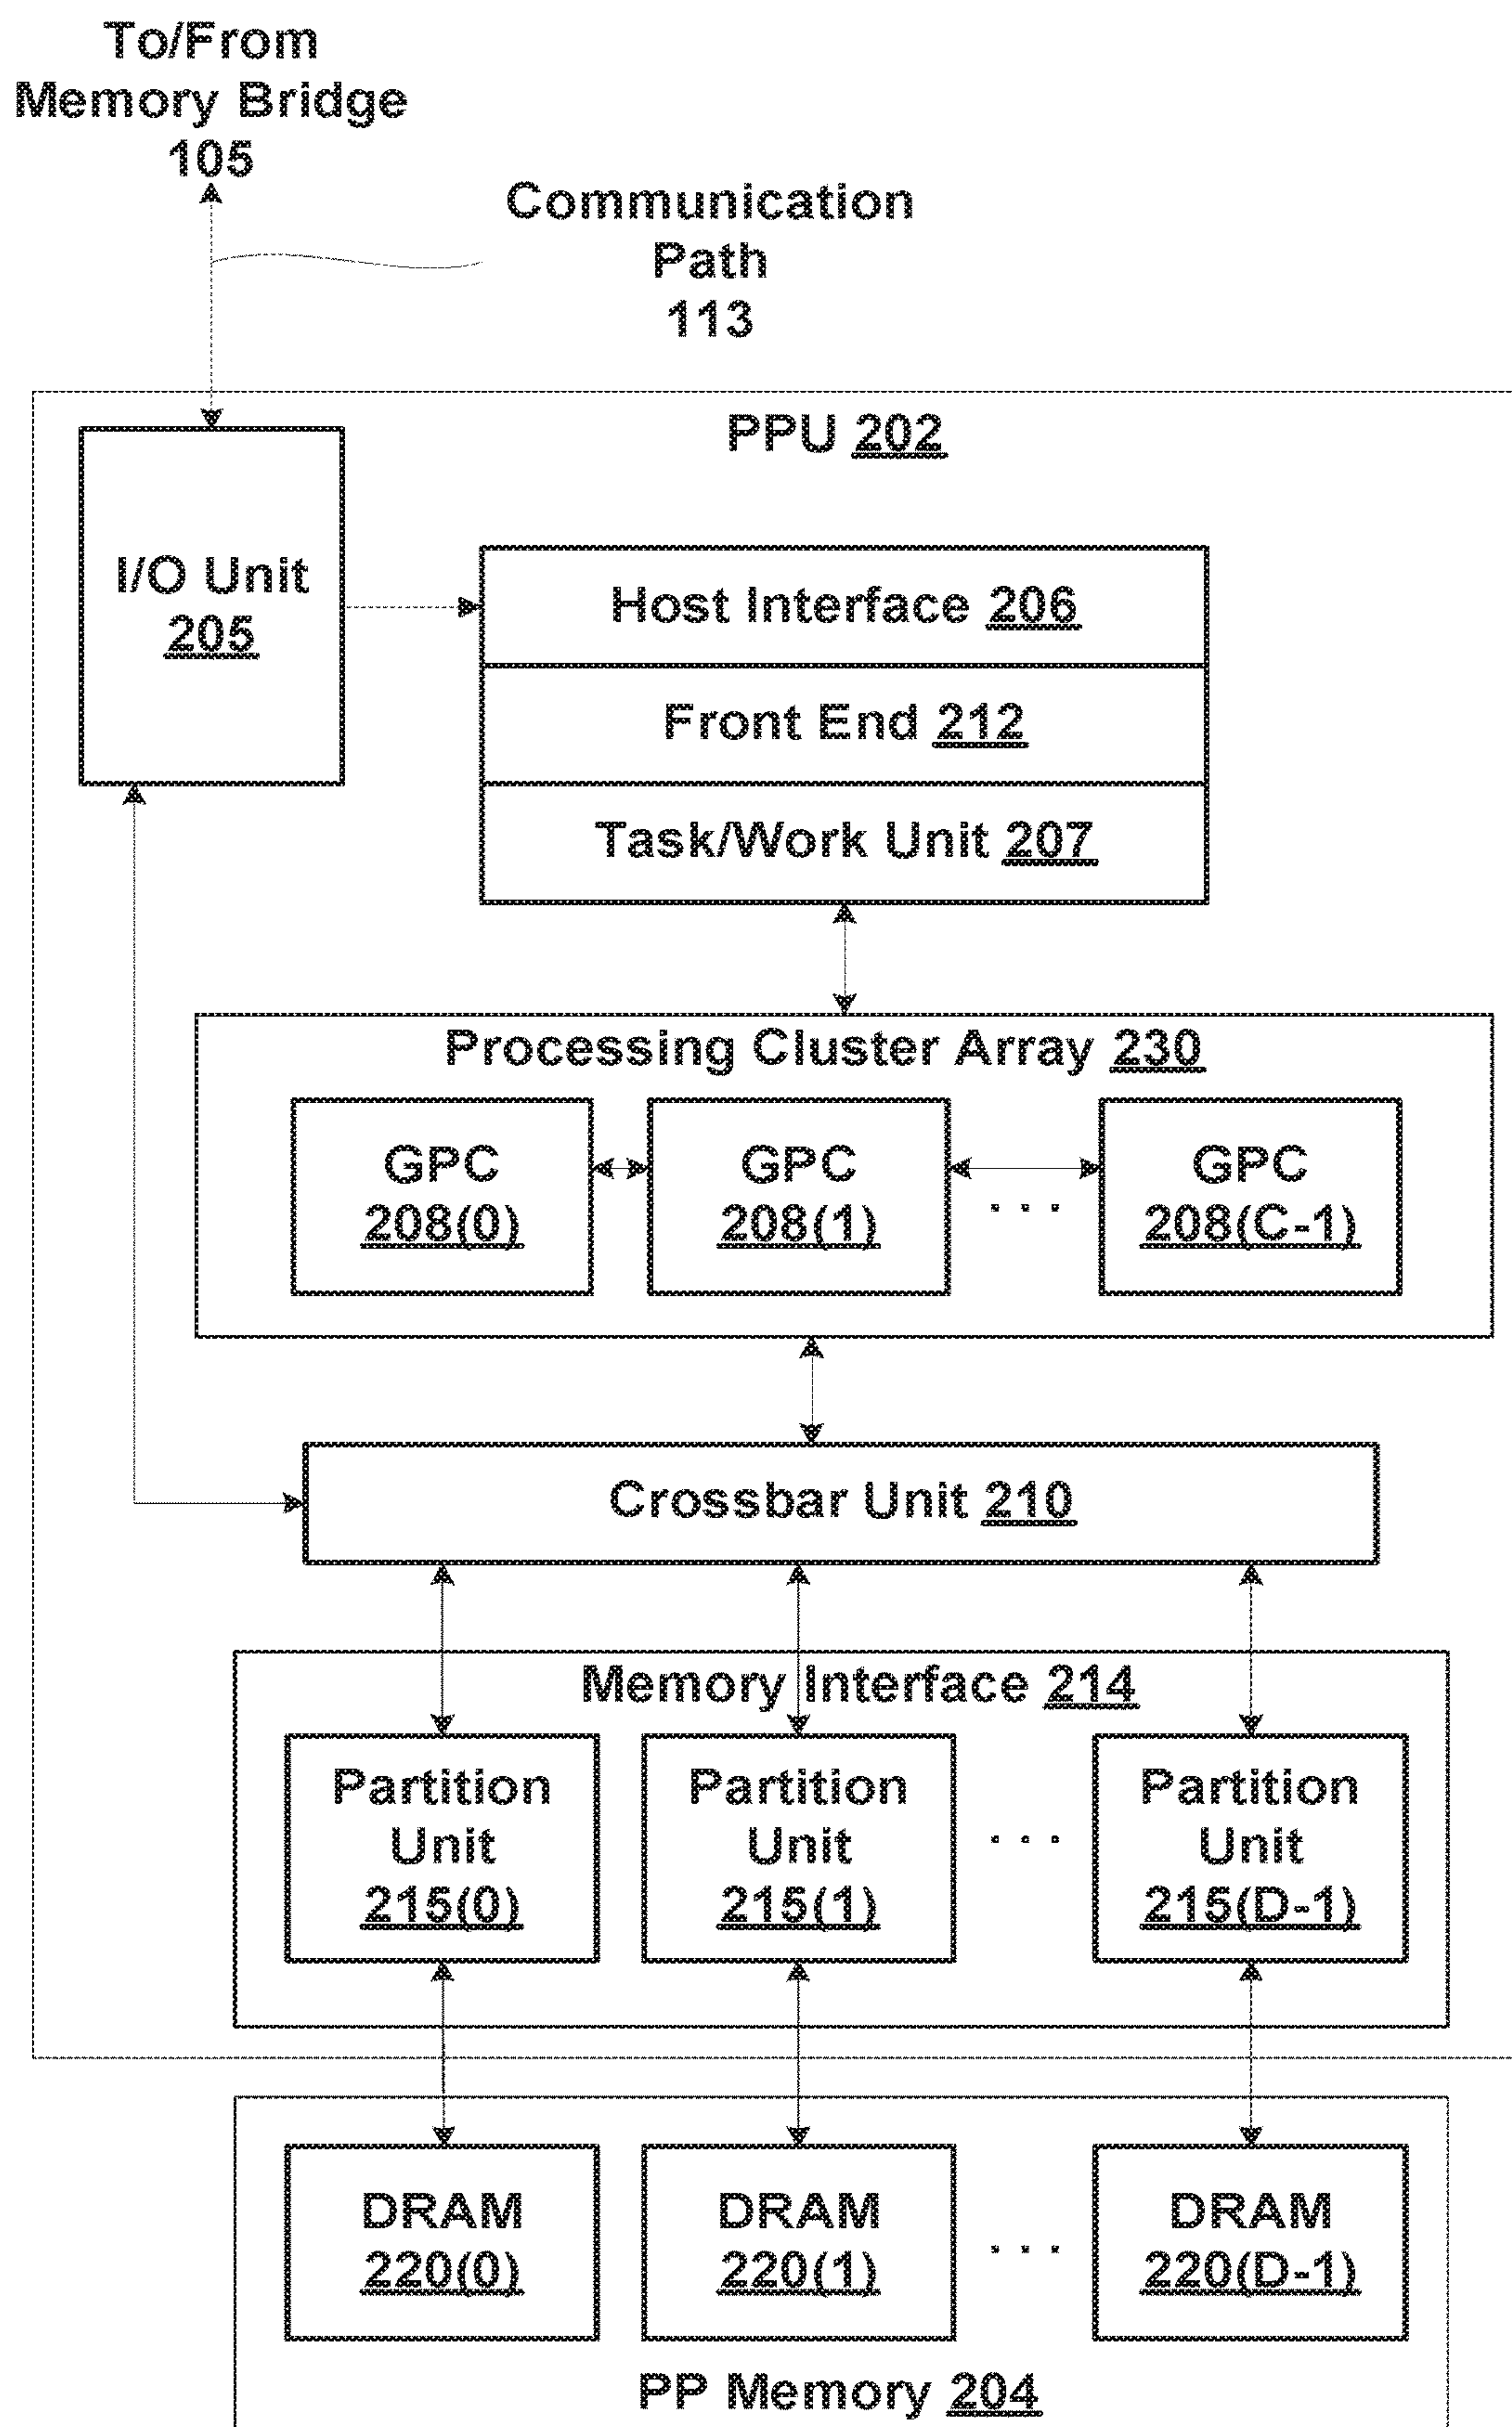 To/From
Memory Bridge
105
Communication
Path
113
PPU 202
I/O Unit
205
Host Interface 206
Front End 212
Task/Work Unit 207
Processing Cluster Array 230
GPC
208(0)
GPC
208(1)
. . .
GPC
208(C-1)
Crossbar Unit 210
Memory Interface 214
Partition
Unit
215(0)
Partition
Unit
215(1)
. . .
Partition
Unit
215(D-1)
DRAM
220(0)
DRAM
220(1)
. . .
DRAM
220(D-1)
PP Memory 204